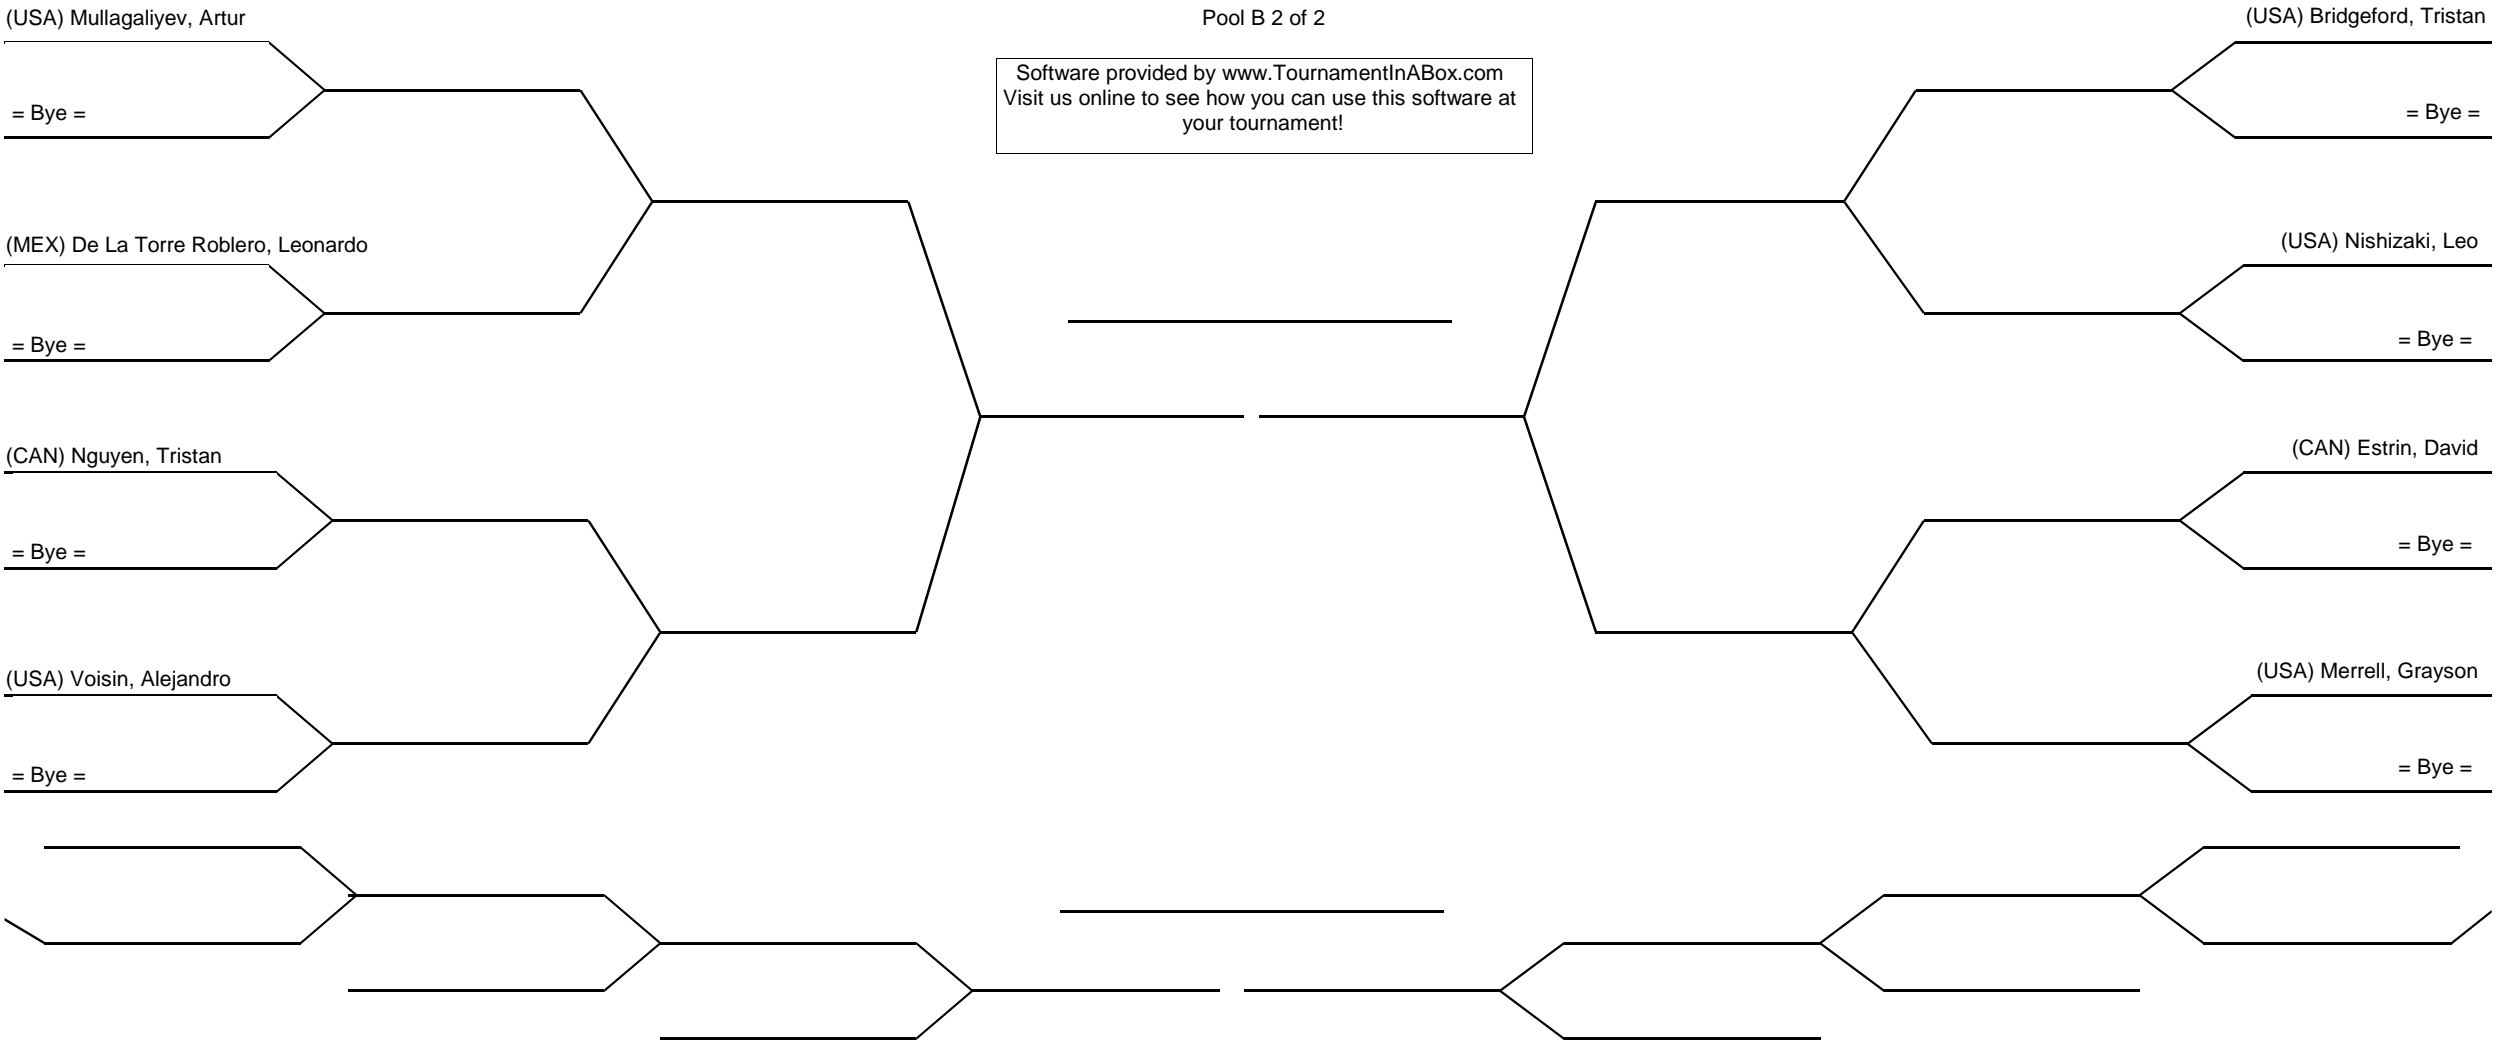 (USA) Mullagaliyev, Artur
Pool B 2 of 2
(USA) Bridgeford, Tristan
Software provided by www.TournamentInABox.com
Visit us online to see how you can use this software at
your tournament!
= Bye =
= Bye =
(MEX) De La Torre Roblero, Leonardo
(USA) Nishizaki, Leo
= Bye =
= Bye =
(CAN) Nguyen, Tristan
(CAN) Estrin, David
= Bye =
= Bye =
(USA) Voisin, Alejandro
(USA) Merrell, Grayson
= Bye =
= Bye =